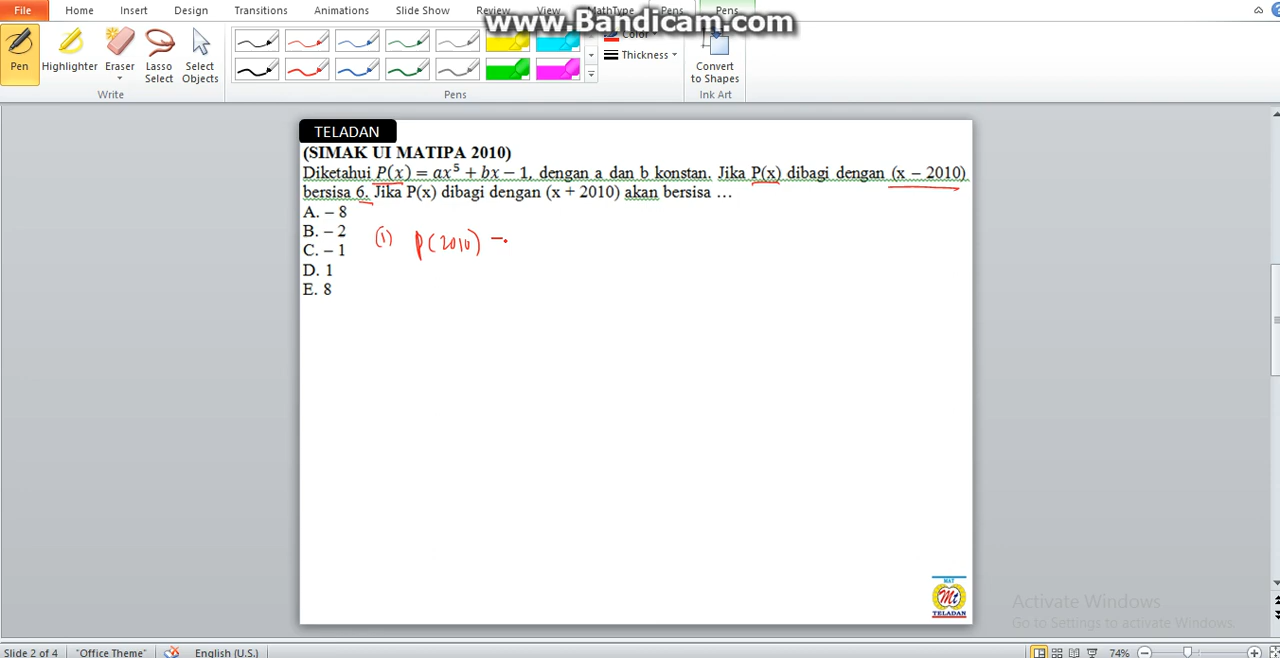 www.Bandicam.com
File Home Insert Design Transitions Animations Slide Show Review View MathType Pens Pens
Pen Highlighter Eraser Lasso Select Select Objects
Color
Thickness
Convert to Shapes
Write Pens Ink Art
TELADAN
(SIMAK UI MATIPA 2010)
Diketahui P(x) = ax⁵ + bx − 1, dengan a dan b konstan. Jika P(x) dibagi dengan (x − 2010)
bersisa 6. Jika P(x) dibagi dengan (x + 2010) akan bersisa …
A. – 8
B. – 2
(1) P(2010) =
C. – 1
D. 1
E. 8
MAT
Mt
TELADAN
Activate Windows
Go to Settings to activate Windows.
Slide 2 of 4 "Office Theme" English (U.S.) 74%